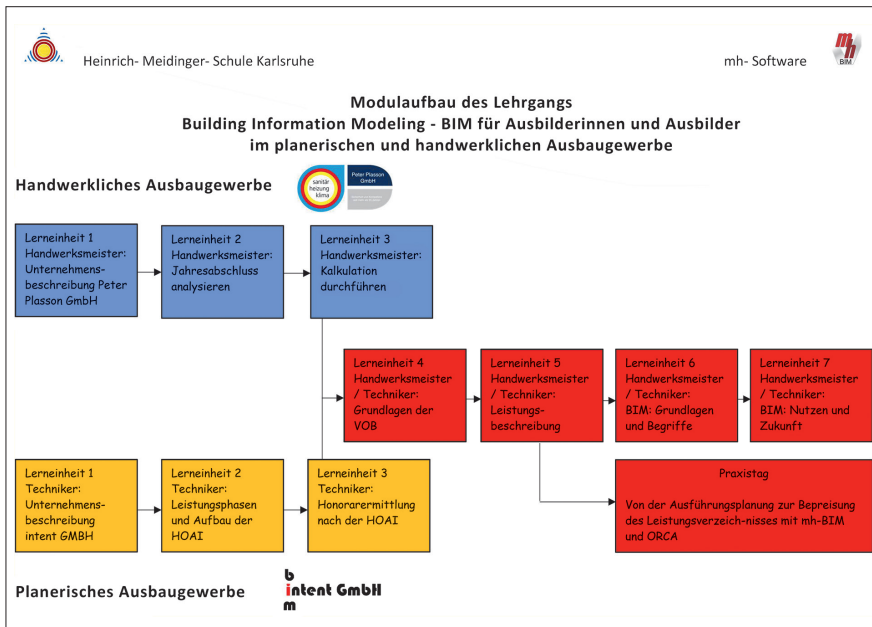 Heinrich- Meidinger- Schule Karlsruhe
mh- Software
mh
BIM
Modulaufbau des Lehrgangs
Building Information Modeling - BIM für Ausbilderinnen und Ausbilder
im planerischen und handwerklichen Ausbaugewerbe
Handwerkliches Ausbaugewerbe
sanitär
heizung
klima
Peter Plasson
GmbH
Lerneinheit 1
Handwerksmeister:
Unternehmens-
beschreibung Peter
Plasson GmbH
Lerneinheit 2
Handwerksmeister:
Jahresabschluss
analysieren
Lerneinheit 3
Handwerksmeister:
Kalkulation
durchführen
Lerneinheit 4
Handwerksmeister
/ Techniker:
Grundlagen der
VOB
Lerneinheit 5
Handwerksmeister
/ Techniker:
Leistungs-
beschreibung
Lerneinheit 6
Handwerksmeister
/ Techniker:
BIM: Grundlagen
und Begriffe
Lerneinheit 7
Handwerksmeister
/ Techniker:
BIM: Nutzen und
Zukunft
Lerneinheit 1
Techniker:
Unternehmens-
beschreibung
intent GMBH
Lerneinheit 2
Techniker:
Leistungsphasen
und Aufbau der
HOAI
Lerneinheit 3
Techniker:
Honorarermittlung
nach der HOAI
Praxistag
Von der Ausführungsplanung zur Bepreisung
des Leistungsverzeich-nisses mit mh-BIM
und ORCA
Planerisches Ausbaugewerbe
b
intent GmbH
m